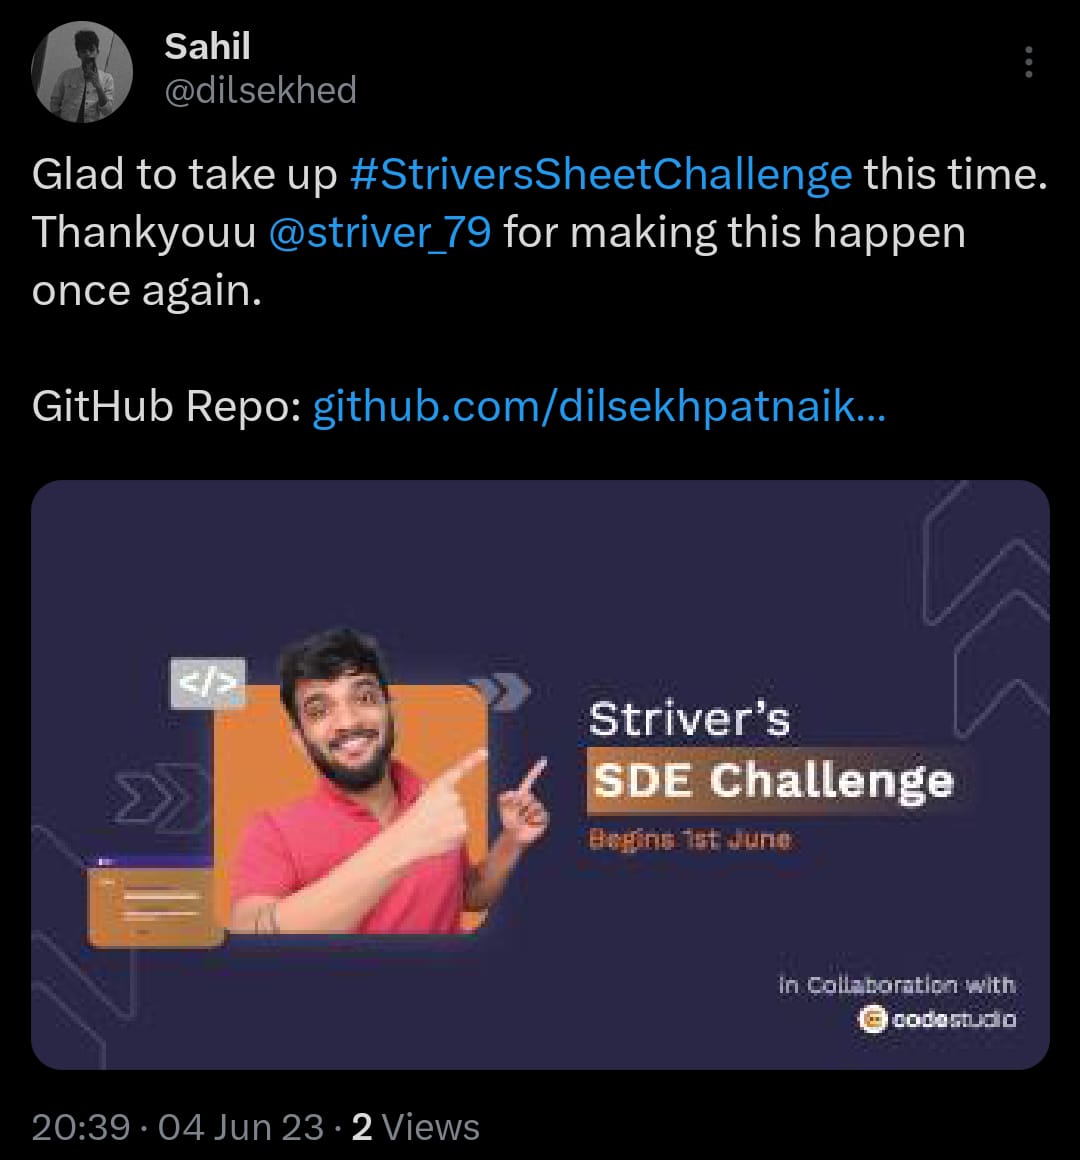 Sahil
@dilsekhed
Glad to take up #StriversSheetChallenge this time.
Thankyouu @striver_79 for making this happen
once again.
GitHub Repo: github.com/dilsekhpatnaik...
</>
Striver's
SDE Challenge
Begins 1st June
in Collaboration with
codestudio
20:39 · 04 Jun 23 · 2 Views